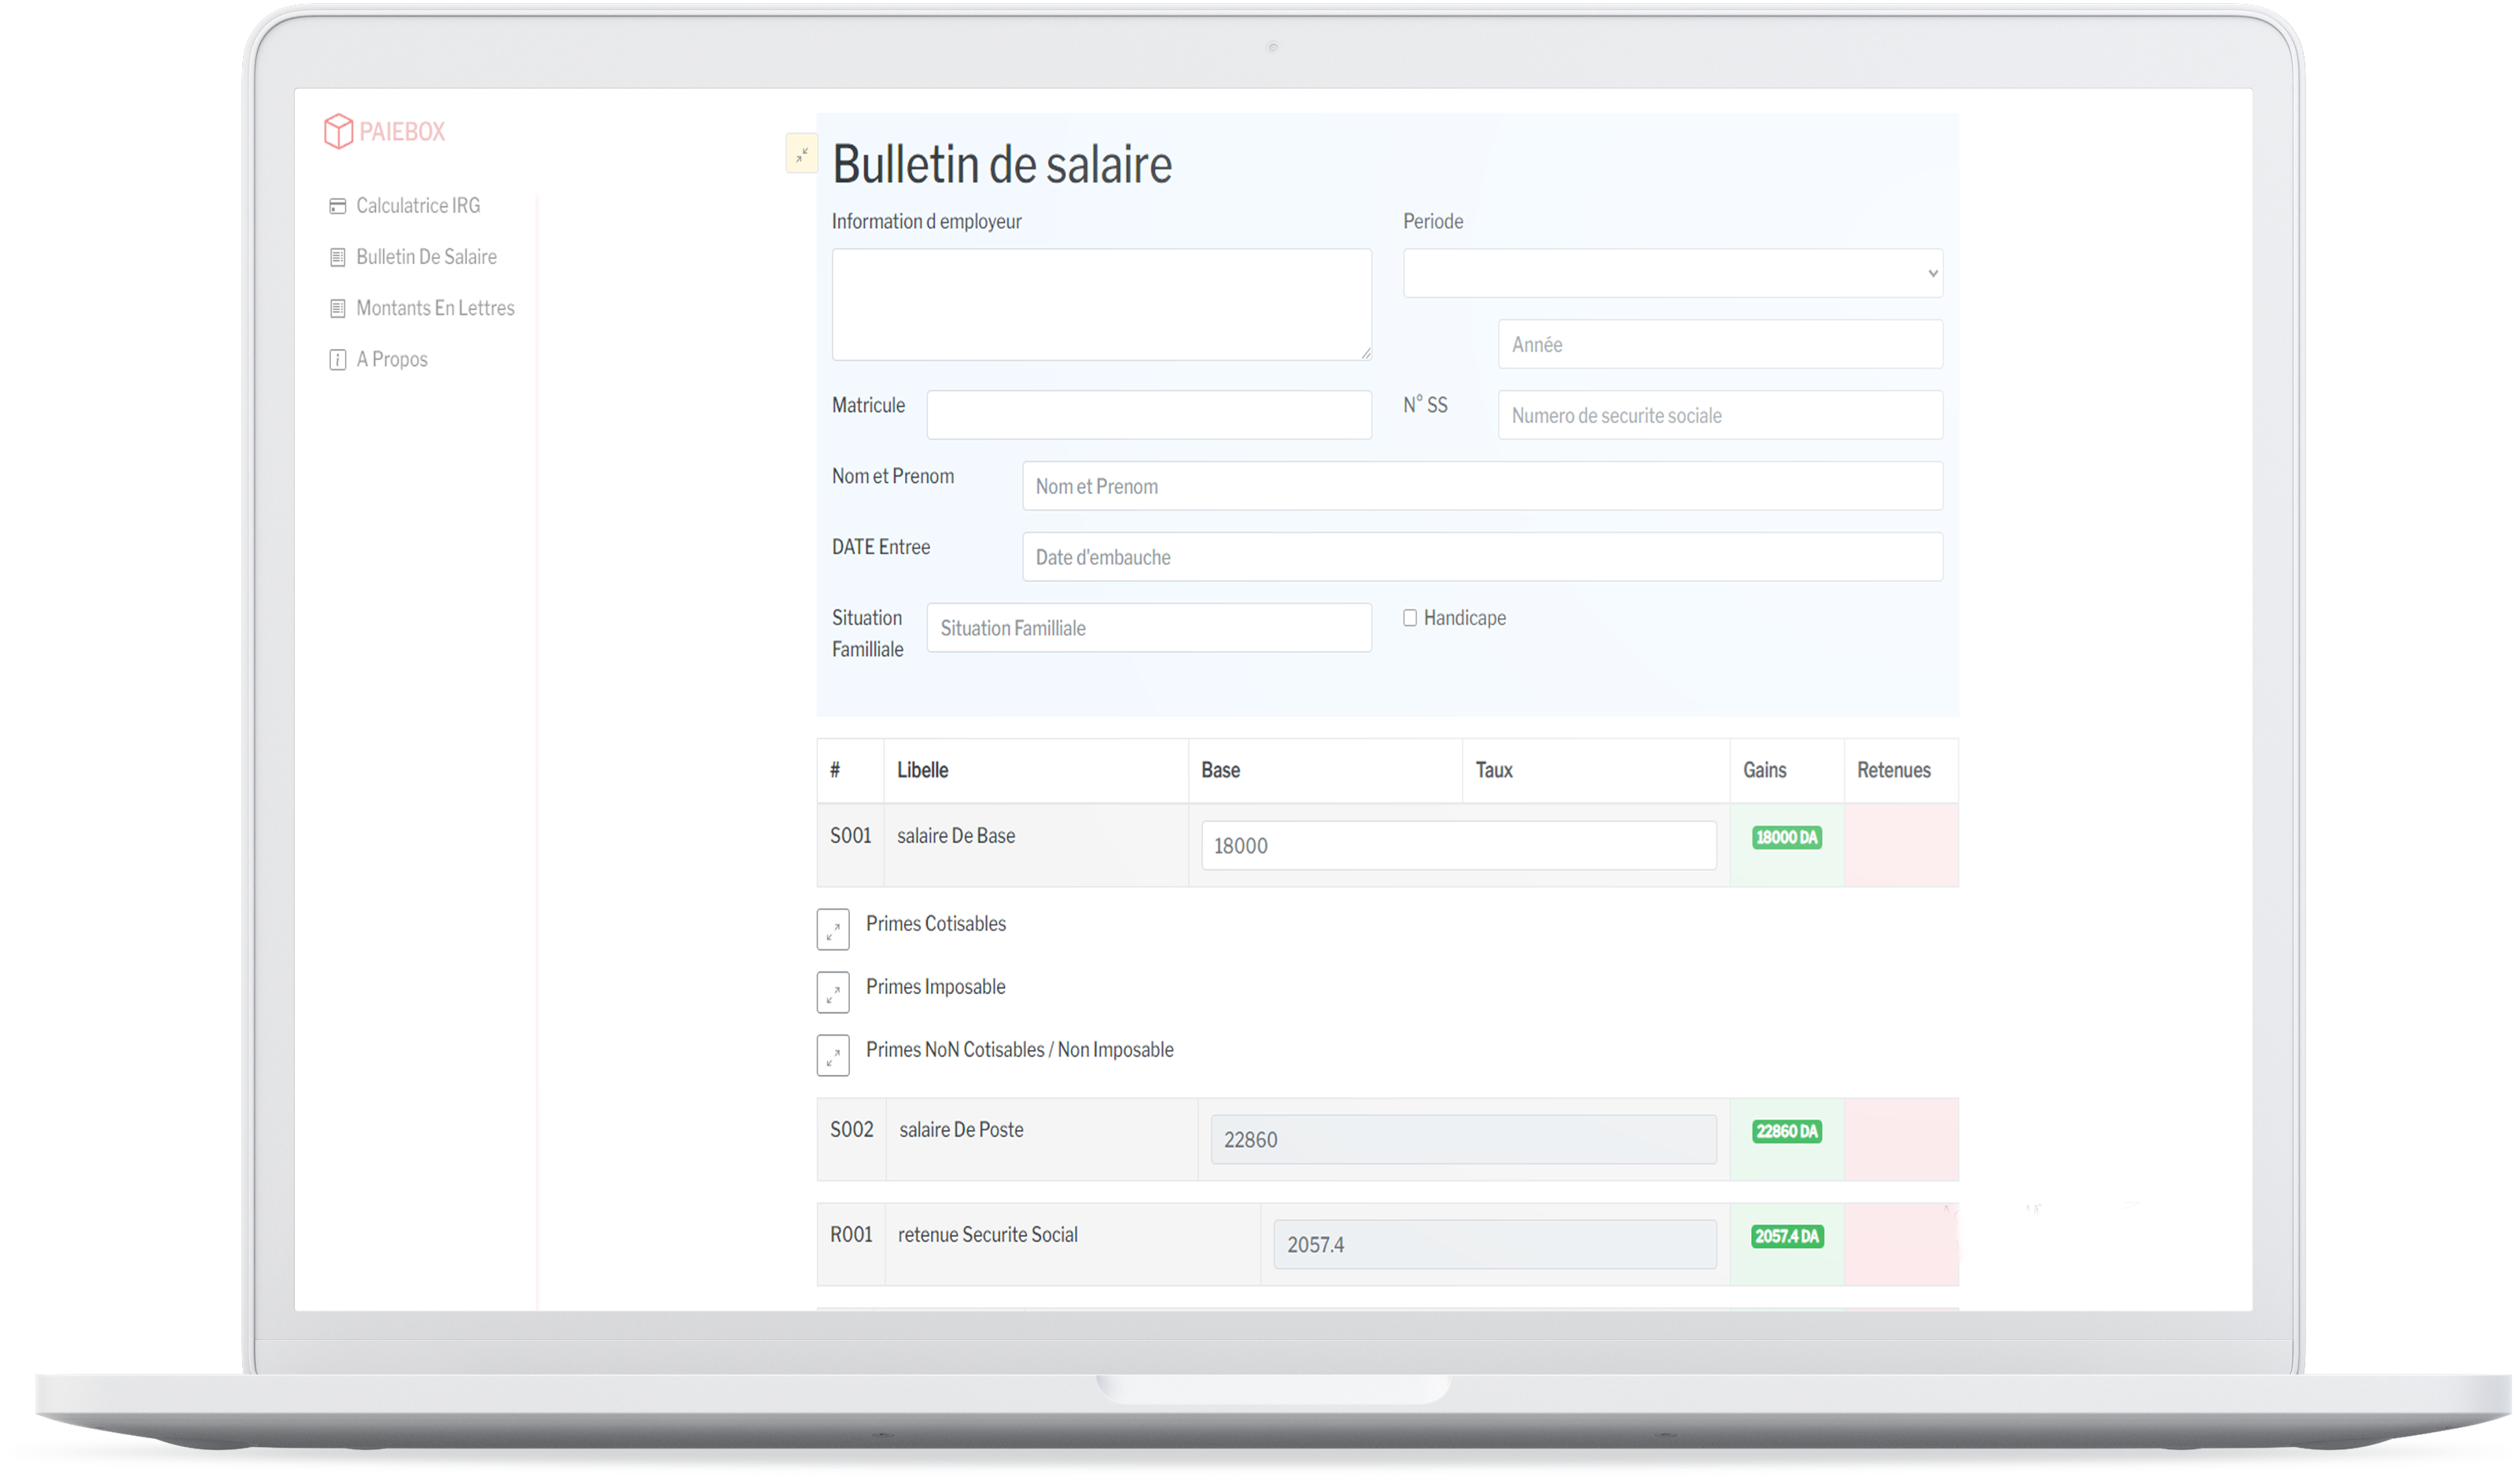 PAIEBOX
Calculatrice IRG
Bulletin De Salaire
Montants En Lettres
A Propos
Bulletin de salaire
Information d employeur
Periode
Année
Matricule
N° SS
Numero de securite sociale
Nom et Prenom
Nom et Prenom
DATE Entree
Date d'embauche
Situation
Familliale
Situation Familliale
Handicape
# Libelle Base Taux Gains Retenues
S001 salaire De Base 18000 18000 DA
Primes Cotisables
Primes Imposable
Primes NoN Cotisables / Non Imposable
S002 salaire De Poste 22860 22860 DA
R001 retenue Securite Social 2057.4 2057.4 DA